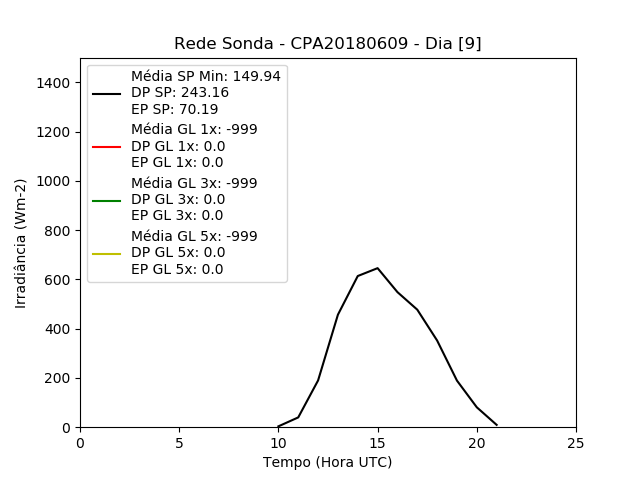 Rede Sonda - CPA20180609 - Dia [9]
Média SP Min: 149.94
DP SP: 243.16
EP SP: 70.19
Média GL 1x: -999
DP GL 1x: 0.0
EP GL 1x: 0.0
Média GL 3x: -999
DP GL 3x: 0.0
EP GL 3x: 0.0
Média GL 5x: -999
DP GL 5x: 0.0
EP GL 5x: 0.0
Irradiância (Wm-2)
1400
1200
1000
800
600
400
200
0
0 5 10 15 20 25
Tempo (Hora UTC)